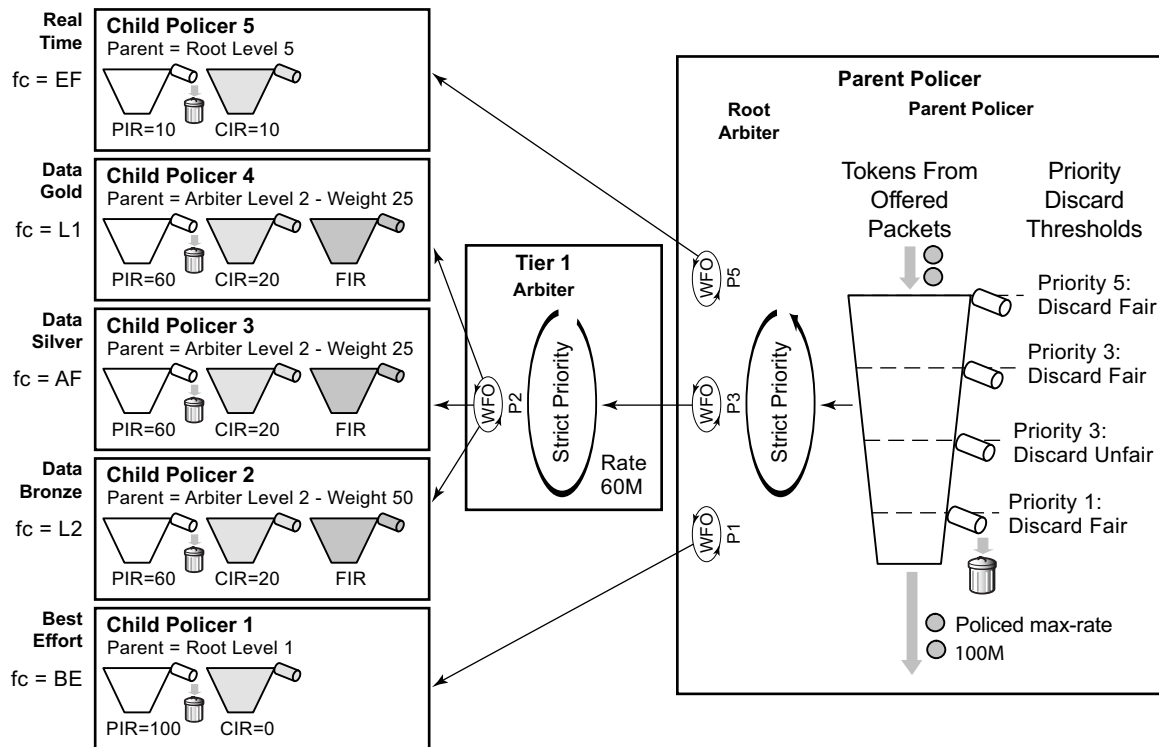 Real
Time
fc = EF
Child Policer 5
Parent = Root Level 5
PIR=10
CIR=10
Data
Gold
fc = L1
Child Policer 4
Parent = Arbiter Level 2 - Weight 25
PIR=60
CIR=20
FIR
Data
Silver
fc = AF
Child Policer 3
Parent = Arbiter Level 2 - Weight 25
PIR=60
CIR=20
FIR
Data
Bronze
fc = L2
Child Policer 2
Parent = Arbiter Level 2 - Weight 50
PIR=60
CIR=20
FIR
Best
Effort
fc = BE
Child Policer 1
Parent = Root Level 1
PIR=100
CIR=0
Tier 1
Arbiter
WFO
P2
Strict Priority
Rate
60M
Parent Policer
Root
Arbiter
WFO
P5
WFO
P3
WFO
P1
Strict Priority
Parent Policer
Tokens From
Offered
Packets
Priority
Discard
Thresholds
Priority 5:
Discard Fair
Priority 3:
Discard Fair
Priority 3:
Discard Unfair
Priority 1:
Discard Fair
Policed max-rate
100M